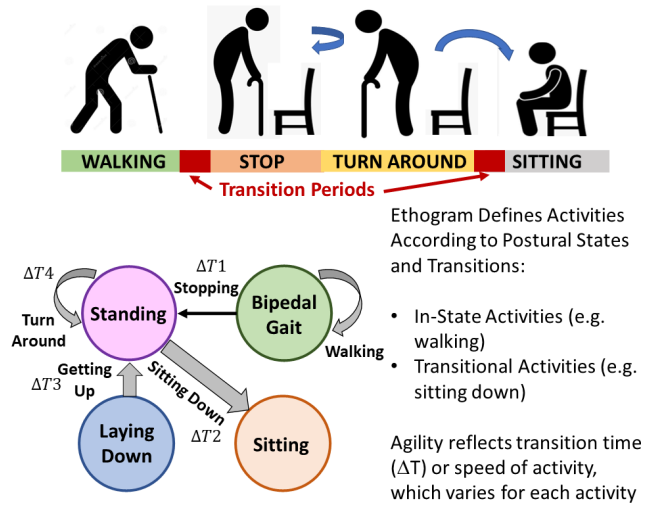 WALKING STOP TURN AROUND SITTING
Transition Periods
Ethogram Defines Activities
According to Postural States
and Transitions:
• In-State Activities (e.g.
walking)
• Transitional Activities (e.g.
sitting down)
Agility reflects transition time
(ΔT) or speed of activity,
which varies for each activity
ΔT4
Turn
Around
Standing
ΔT1
Stopping
Bipedal
Gait
Walking
ΔT3
Getting
Up
Sitting Down
ΔT2
Laying
Down
Sitting